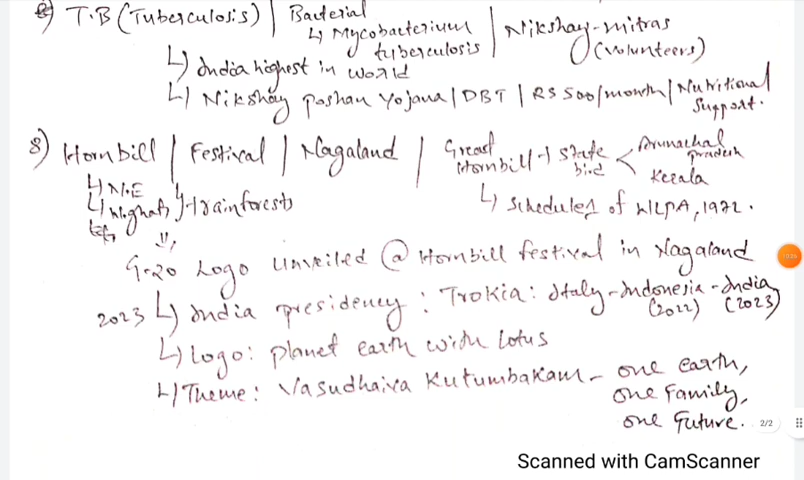 T.B (Tuberculosis) | Bacterial | Nikshay-mitras
↳ Mycobacterium tuberculosis
(volunteers)
↳ India highest in World
↳ Nikshay Poshan Yojana / DBT | RS 500/month | Nutritional Support.
8) Hornbill | Festival | Nagaland | Great Hornbill → State bird < Arunachal Pradesh
Kerala
↳ N.E
↳ W.ghats } → rainforests
↳ Schedule1 of WLPA, 1972.
G-20 Logo unveiled @ Hornbill festival in Nagaland
2023 ↳ India presidency : Trokia : Italy-Indonesia-India
(2022) (2023)
↳ Logo: planet earth with Lotus
↳ Theme: Vasudhaiva Kutumbakam - one earth,
one Family,
one Future.
2/2
Scanned with CamScanner